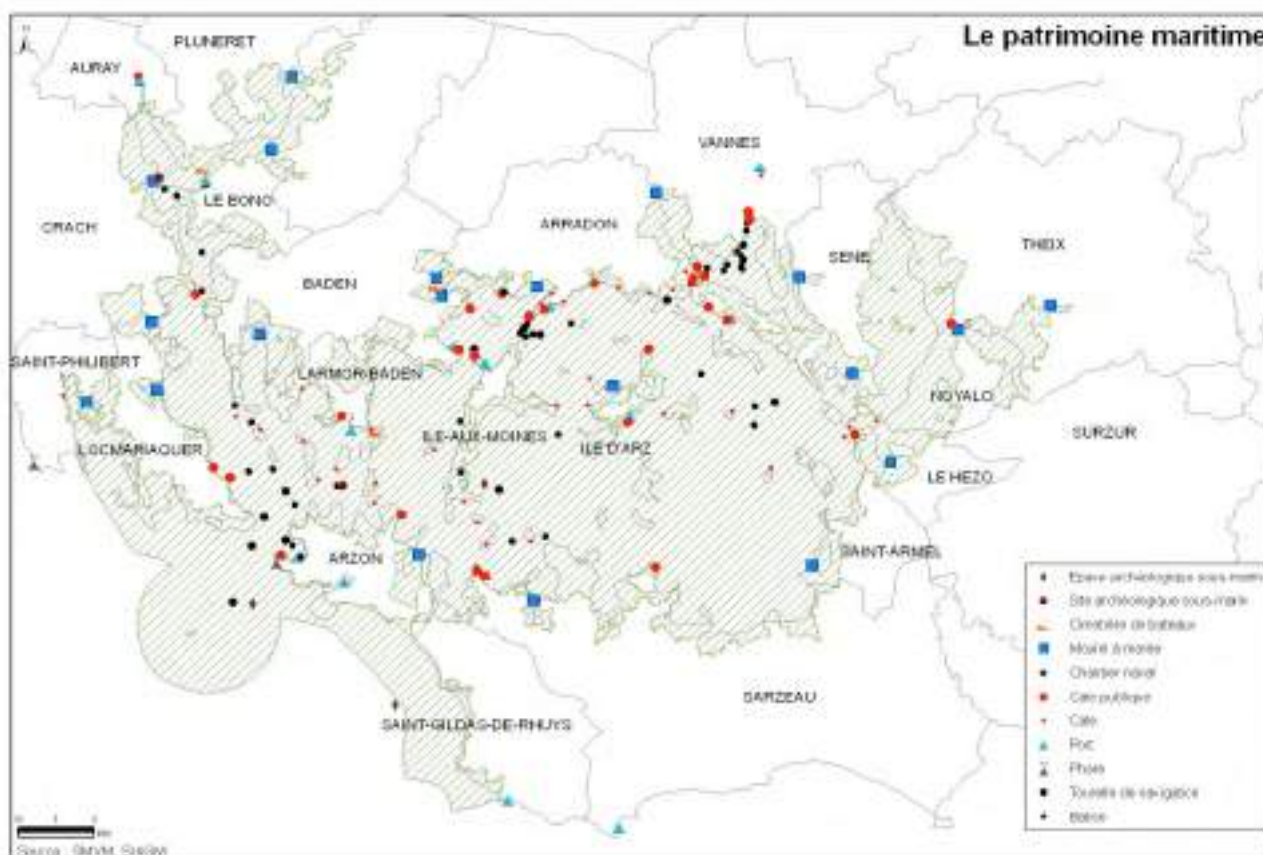 Le patrimoine maritime
PLUNERET
AURAY
VANNES
LE BONO
CRACH
ARRADON
THEIX
SENE
BADEN
SAINT-PHILIBERT
LARMOR-BADEN
NOYALO
ILE-AUX-MOINES
ILE D'ARZ
SURZUR
LOCMARIAQUER
LE HEZO
ARZON
SAINT-ARMEL
SARZEAU
SAINT-GILDAS-DE-RHUYS
Epave archéologique sous-marin
Site archéologique sous-marin
Cimetière de bateaux
Moulin à marée
Chantier naval
Cale publique
Cale
Port
Phare
Tourelle de navigation
Balise
Source : SMVM,